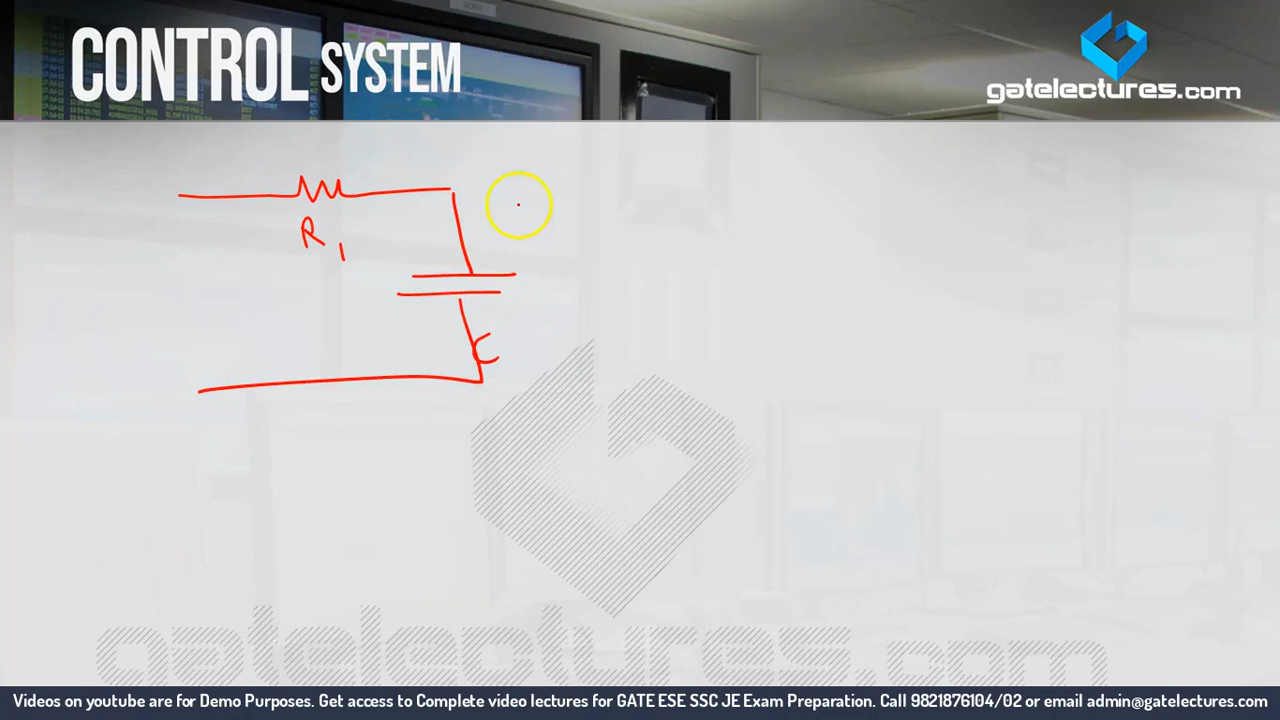 CONTROL SYSTEM
gatelectures.com
R1
C
gatelectures.com
Videos on youtube are for Demo Purposes. Get access to Complete video lectures for GATE ESE SSC JE Exam Preparation. Call 9821876104/02 or email admin@gatelectures.com